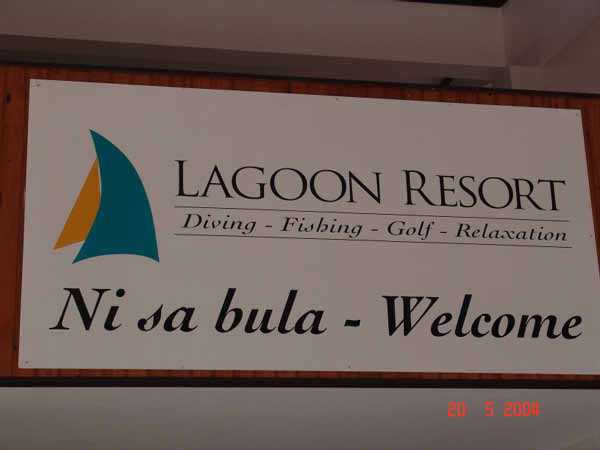 LAGOON RESORT
Diving - Fishing - Golf - Relaxation
Ni sa bula - Welcome
20 5 2004